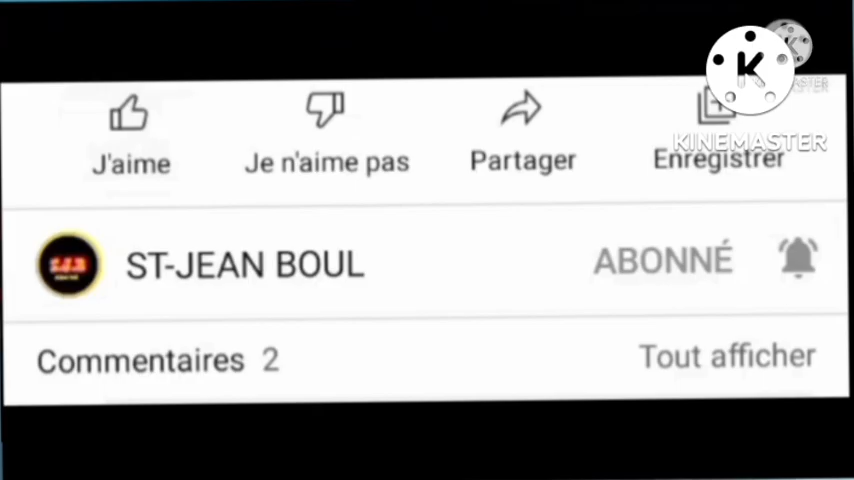 KINEMASTER
J'aime Je n'aime pas Partager Enregistrer
ST-JEAN BOUL ABONNÉ
Commentaires 2 Tout afficher